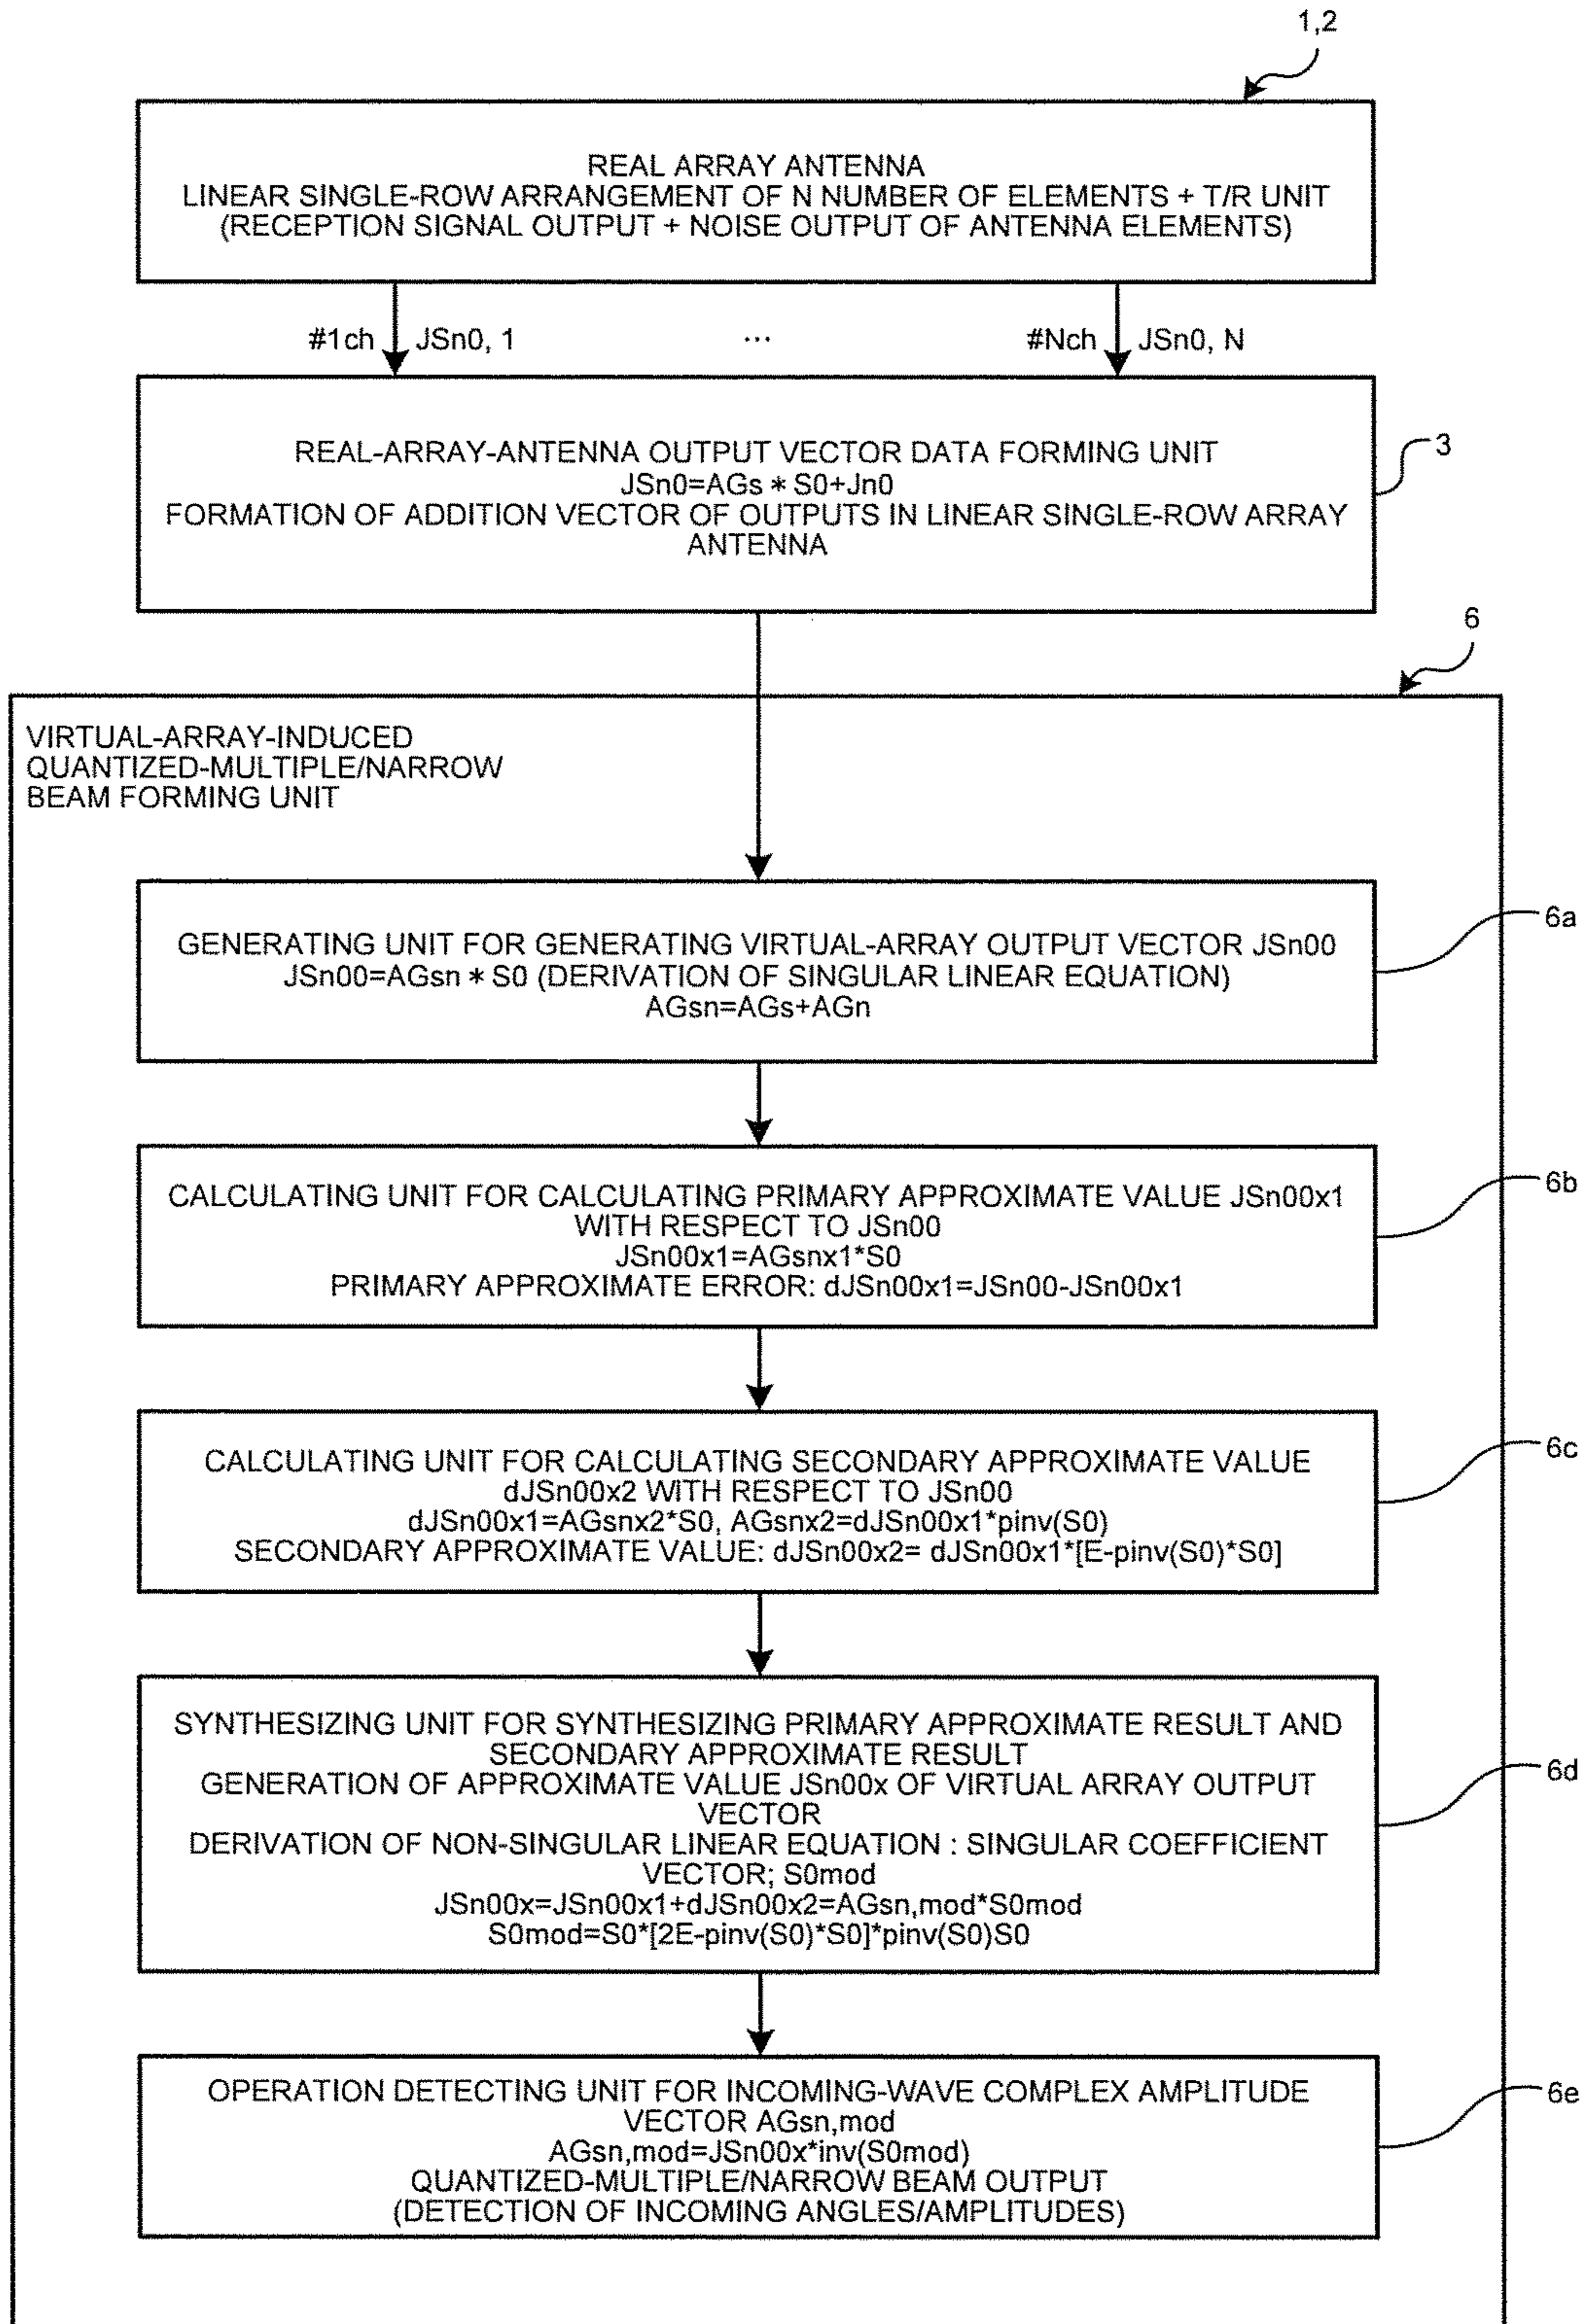 1,2
REAL ARRAY ANTENNA
LINEAR SINGLE-ROW ARRANGEMENT OF N NUMBER OF ELEMENTS + T/R UNIT
(RECEPTION SIGNAL OUTPUT + NOISE OUTPUT OF ANTENNA ELEMENTS)
#1ch JSn0, 1 ... #Nch JSn0, N
3
REAL-ARRAY-ANTENNA OUTPUT VECTOR DATA FORMING UNIT
JSn0=AGs * S0+Jn0
FORMATION OF ADDITION VECTOR OF OUTPUTS IN LINEAR SINGLE-ROW ARRAY
ANTENNA
6
VIRTUAL-ARRAY-INDUCED
QUANTIZED-MULTIPLE/NARROW
BEAM FORMING UNIT
6a
GENERATING UNIT FOR GENERATING VIRTUAL-ARRAY OUTPUT VECTOR JSn00
JSn00=AGsn * S0 (DERIVATION OF SINGULAR LINEAR EQUATION)
AGsn=AGs+AGn
6b
CALCULATING UNIT FOR CALCULATING PRIMARY APPROXIMATE VALUE JSn00x1
WITH RESPECT TO JSn00
JSn00x1=AGsnx1*S0
PRIMARY APPROXIMATE ERROR: dJSn00x1=JSn00-JSn00x1
6c
CALCULATING UNIT FOR CALCULATING SECONDARY APPROXIMATE VALUE
dJSn00x2 WITH RESPECT TO JSn00
dJSn00x1=AGsnx2*S0, AGsnx2=dJSn00x1*pinv(S0)
SECONDARY APPROXIMATE VALUE: dJSn00x2= dJSn00x1*[E-pinv(S0)*S0]
6d
SYNTHESIZING UNIT FOR SYNTHESIZING PRIMARY APPROXIMATE RESULT AND
SECONDARY APPROXIMATE RESULT
GENERATION OF APPROXIMATE VALUE JSn00x OF VIRTUAL ARRAY OUTPUT
VECTOR
DERIVATION OF NON-SINGULAR LINEAR EQUATION : SINGULAR COEFFICIENT
VECTOR; S0mod
JSn00x=JSn00x1+dJSn00x2=AGsn,mod*S0mod
S0mod=S0*[2E-pinv(S0)*S0]*pinv(S0)S0
6e
OPERATION DETECTING UNIT FOR INCOMING-WAVE COMPLEX AMPLITUDE
VECTOR AGsn,mod
AGsn,mod=JSn00x*inv(S0mod)
QUANTIZED-MULTIPLE/NARROW BEAM OUTPUT
(DETECTION OF INCOMING ANGLES/AMPLITUDES)